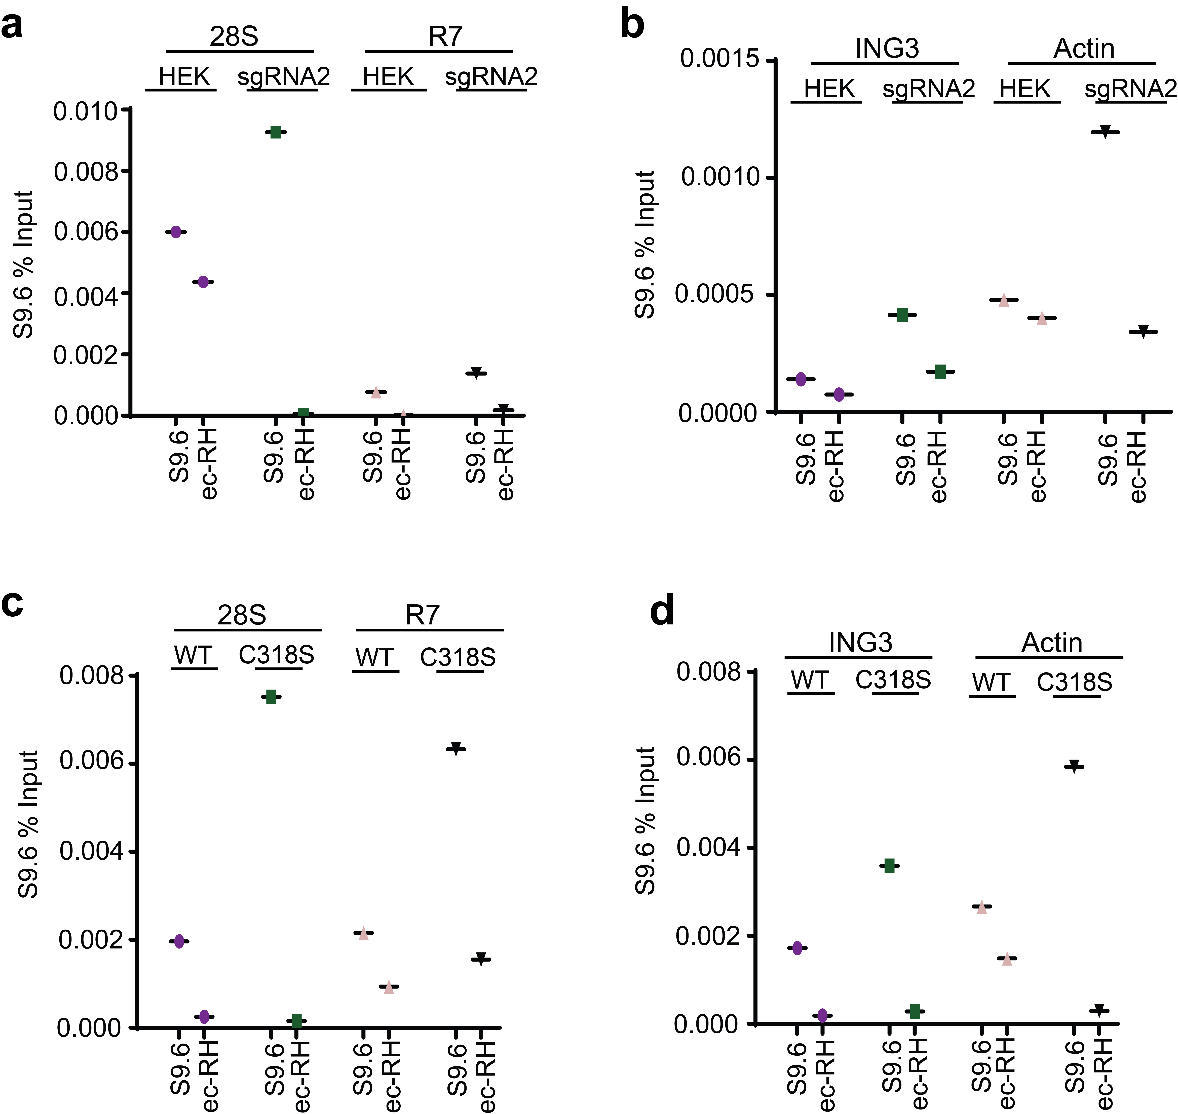 a
28S R7
HEK sgRNA2 HEK sgRNA2
S9.6 % Input
0.010
0.008
0.006
0.004
0.002
0.000
S9.6 ec-RH S9.6 ec-RH S9.6 ec-RH S9.6 ec-RH
b
ING3 Actin
HEK sgRNA2 HEK sgRNA2
S9.6 % Input
0.0015
0.0010
0.0005
0.0000
S9.6 ec-RH S9.6 ec-RH S9.6 ec-RH S9.6 ec-RH
c
28S R7
WT C318S WT C318S
S9.6 % Input
0.008
0.006
0.004
0.002
0.000
S9.6 ec-RH S9.6 ec-RH S9.6 ec-RH S9.6 ec-RH
d
ING3 Actin
WT C318S WT C318S
S9.6 % Input
0.008
0.006
0.004
0.002
0.000
S9.6 ec-RH S9.6 ec-RH S9.6 ec-RH S9.6 ec-RH